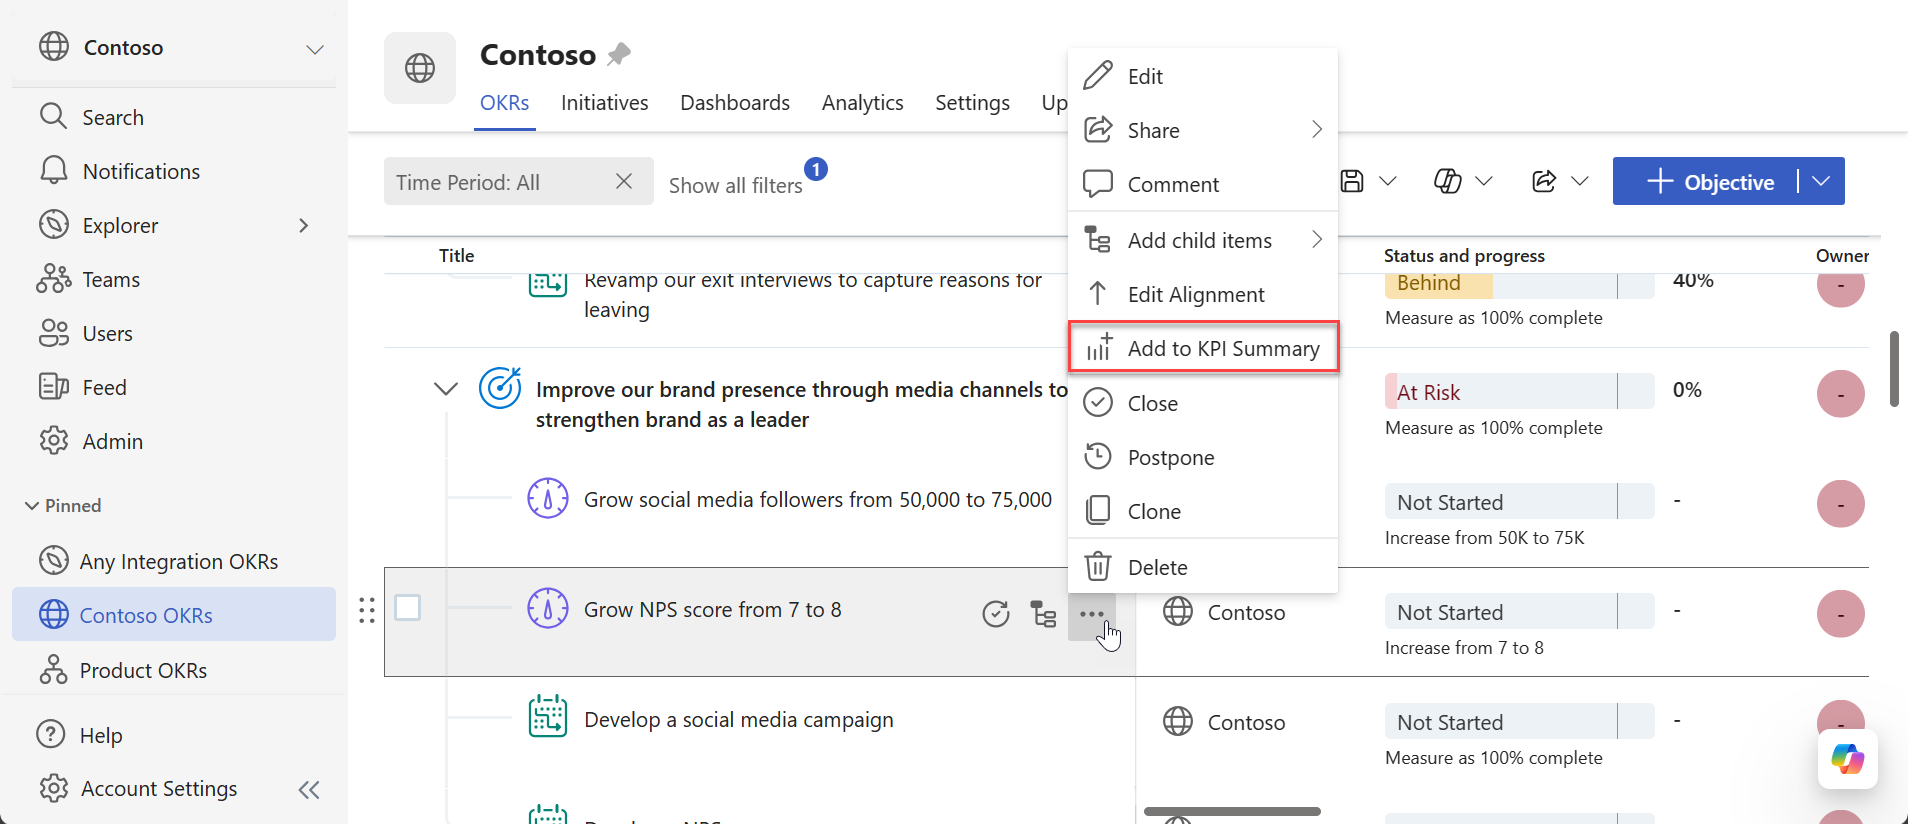 Contoso
Search
Notifications
Explorer
Teams
Users
Feed
Admin
Pinned
Any Integration OKRs
Contoso OKRs
Product OKRs
Help
Account Settings
Contoso
OKRs Initiatives Dashboards Analytics Settings Up
Time Period: All
Show all filters
1
Objective
Title
Status and progress
Owner
Revamp our exit interviews to capture reasons for
leaving
Behind
40%
-
Measure as 100% complete
Improve our brand presence through media channels to
strengthen brand as a leader
At Risk
0%
-
Measure as 100% complete
Grow social media followers from 50,000 to 75,000
Not Started
-
-
Increase from 50K to 75K
Grow NPS score from 7 to 8
Contoso
Not Started
-
-
Increase from 7 to 8
Develop a social media campaign
Contoso
Not Started
-
-
Measure as 100% complete
Edit
Share
Comment
Add child items
Edit Alignment
Add to KPI Summary
Close
Postpone
Clone
Delete